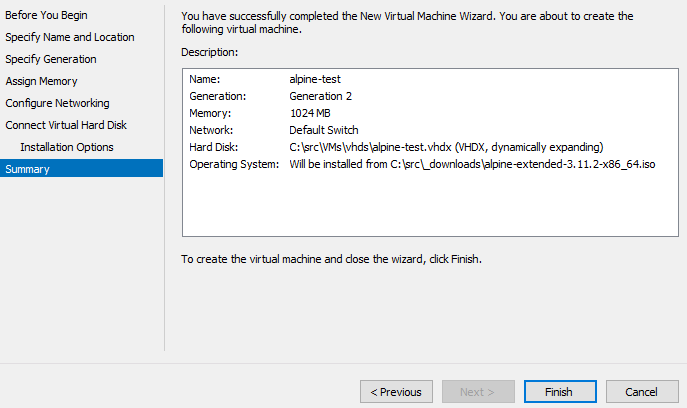 Before You Begin
Specify Name and Location
Specify Generation
Assign Memory
Configure Networking
Connect Virtual Hard Disk
Installation Options
Summary
You have successfully completed the New Virtual Machine Wizard. You are about to create the
following virtual machine.
Description:
Name: alpine-test
Generation: Generation 2
Memory: 1024 MB
Network: Default Switch
Hard Disk: C:\src\VMs\vhds\alpine-test.vhdx (VHDX, dynamically expanding)
Operating System: Will be installed from C:\src\_downloads\alpine-extended-3.11.2-x86_64.iso
To create the virtual machine and close the wizard, click Finish.
< Previous
Next >
Finish
Cancel